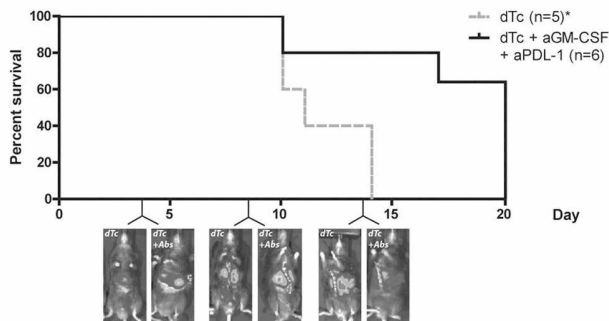 dTc (n=5)*
dTc + aGM-CSF
+ aPDL-1 (n=6)
Percent survival
100
80
60
40
20
0
0 5 10 15 20 Day
dTc dTc +Abs dTc dTc +Abs dTc dTc +Abs